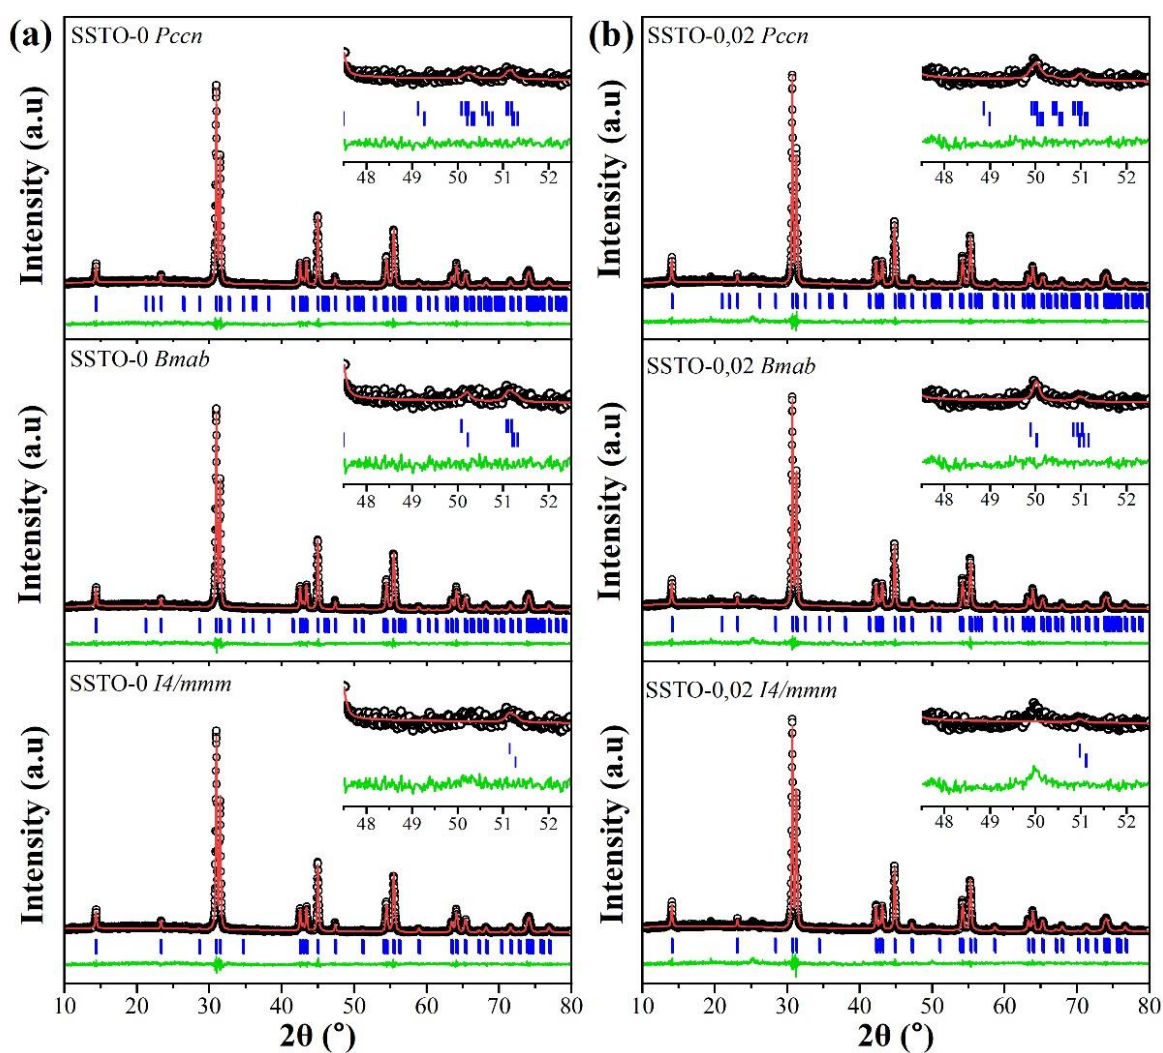 (a)
SSTO-0 Pccn
Intensity (a.u)
48 49 50 51 52
SSTO-0 Bmab
Intensity (a.u)
48 49 50 51 52
SSTO-0 I4/mmm
Intensity (a.u)
48 49 50 51 52
10 20 30 40 50 60 70 80
2θ (°)
(b)
SSTO-0,02 Pccn
Intensity (a.u)
48 49 50 51 52
SSTO-0,02 Bmab
Intensity (a.u)
48 49 50 51 52
SSTO-0,02 I4/mmm
Intensity (a.u)
48 49 50 51 52
10 20 30 40 50 60 70 80
2θ (°)